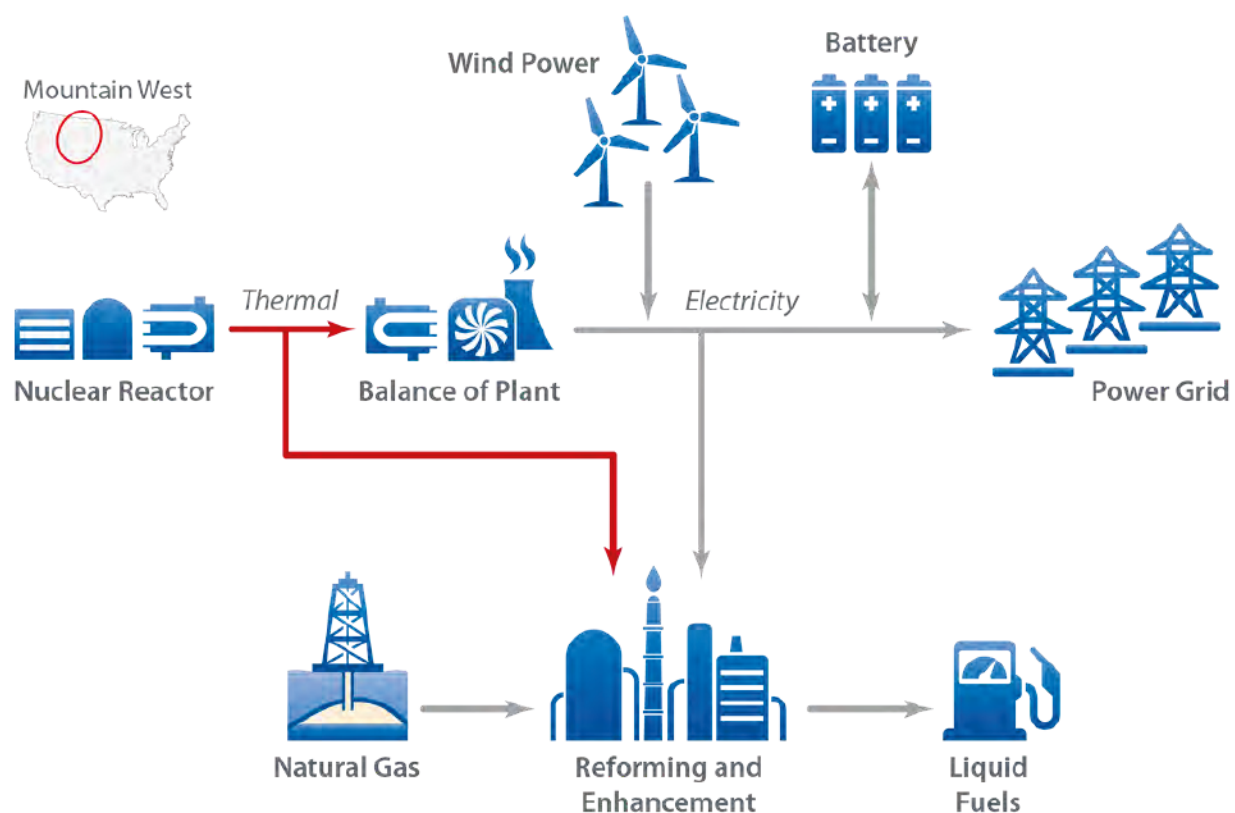 Wind Power
Battery
Mountain West
Thermal
Electricity
Nuclear Reactor
Balance of Plant
Power Grid
Natural Gas
Reforming and
Enhancement
Liquid
Fuels